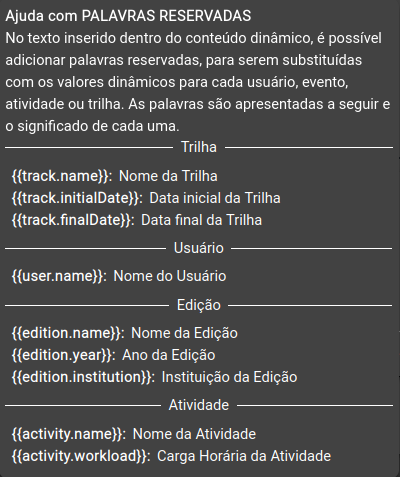 Ajuda com PALAVRAS RESERVADAS
No texto inserido dentro do conteúdo dinâmico, é possível
adicionar palavras reservadas, para serem substituídas
com os valores dinâmicos para cada usuário, evento,
atividade ou trilha. As palavras são apresentadas a seguir e
o significado de cada uma.
Trilha
{{track.name}}: Nome da Trilha
{{track.initialDate}}: Data inicial da Trilha
{{track.finalDate}}: Data final da Trilha
Usuário
{{user.name}}: Nome do Usuário
Edição
{{edition.name}}: Nome da Edição
{{edition.year}}: Ano da Edição
{{edition.institution}}: Instituição da Edição
Atividade
{{activity.name}}: Nome da Atividade
{{activity.workload}}: Carga Horária da Atividade